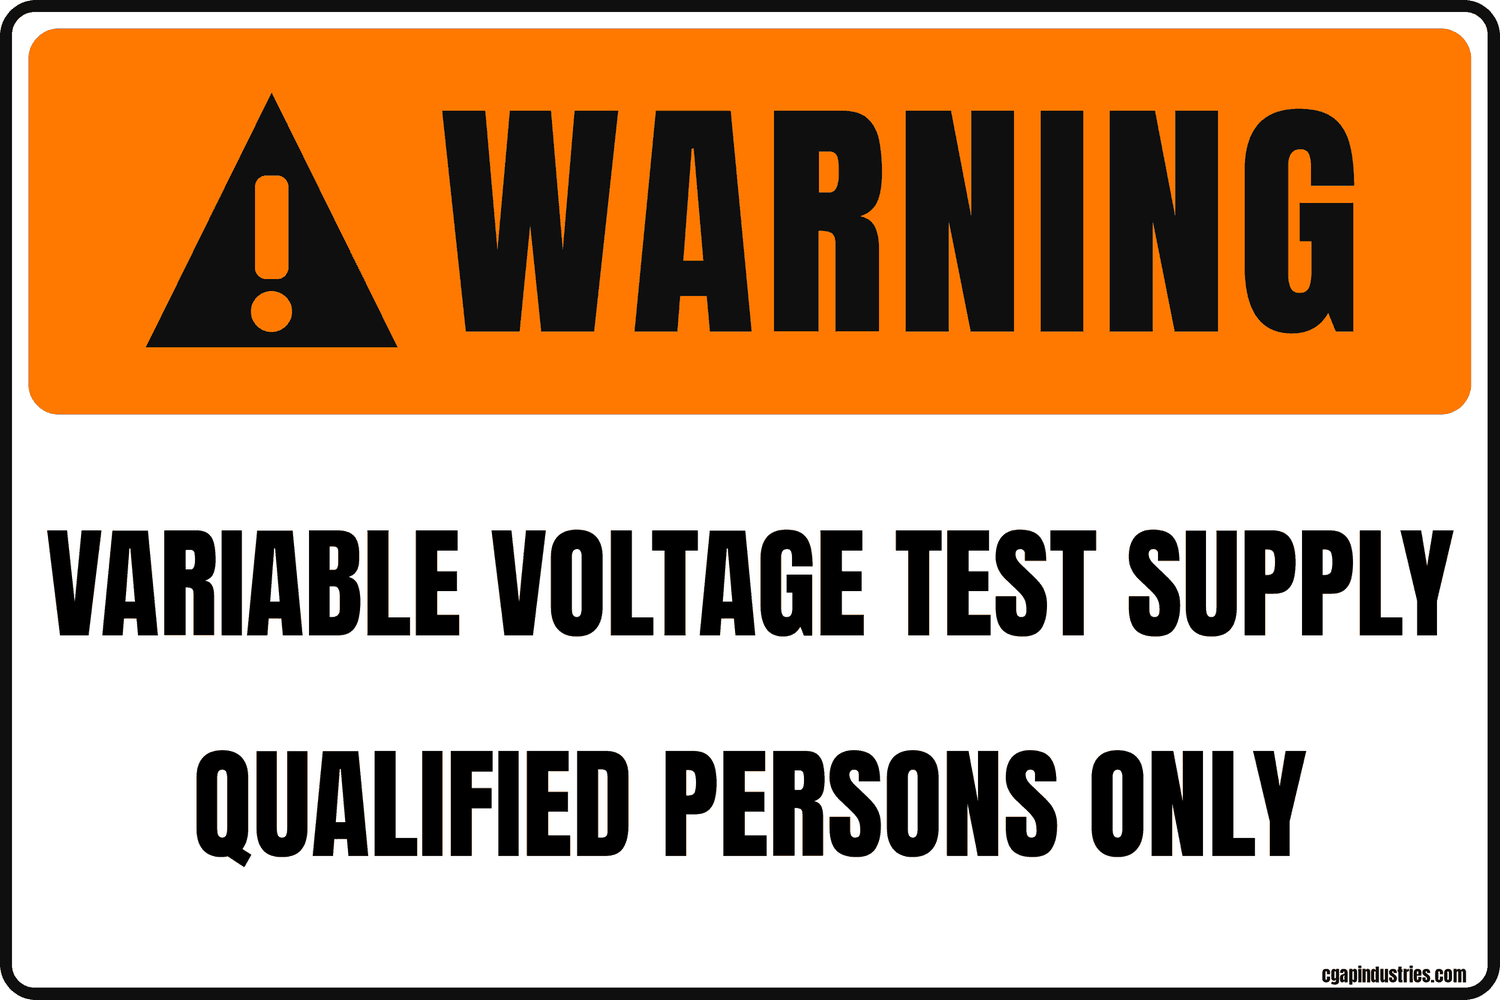 WARNING
VARIABLE VOLTAGE TEST SUPPLY
QUALIFIED PERSONS ONLY
cgapindustries.com